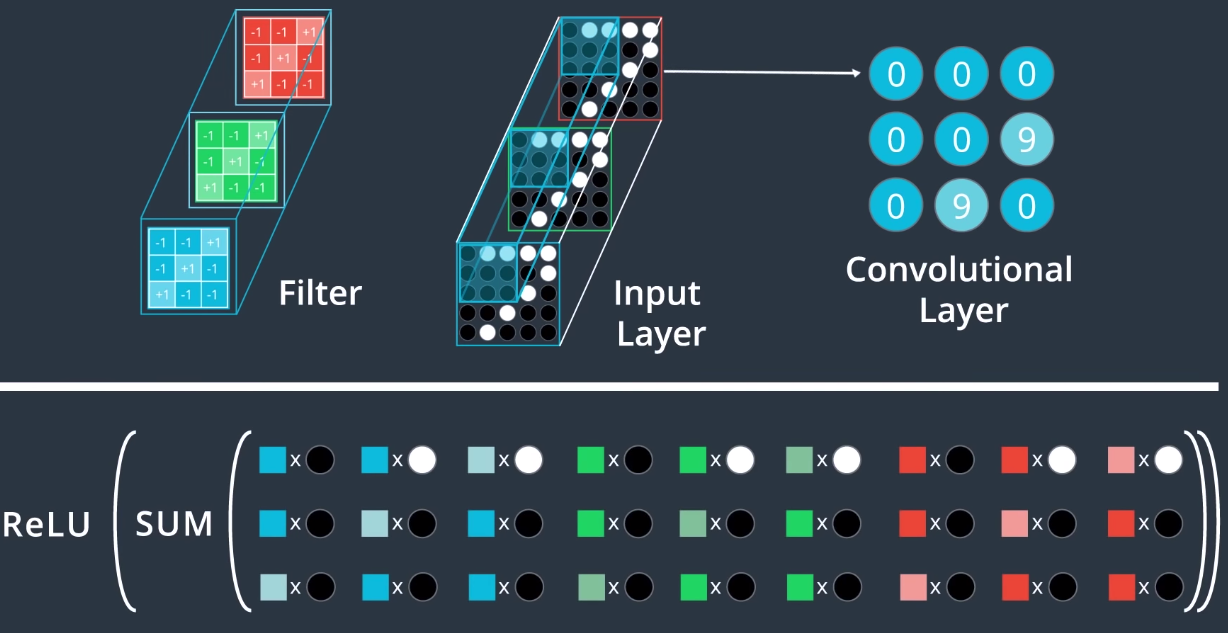 -1 -1 +1
-1 +1 -1
+1 -1 -1
-1 -1 +1
-1 +1 -1
+1 -1 -1
-1 -1 +1
-1 +1 -1
+1 -1 -1
Filter
Input
Layer
0 0 0
0 0 9
0 9 0
Convolutional
Layer
ReLU ( SUM (
x x x x x x x x x
x x x x x x x x x
x x x x x x x x x
))